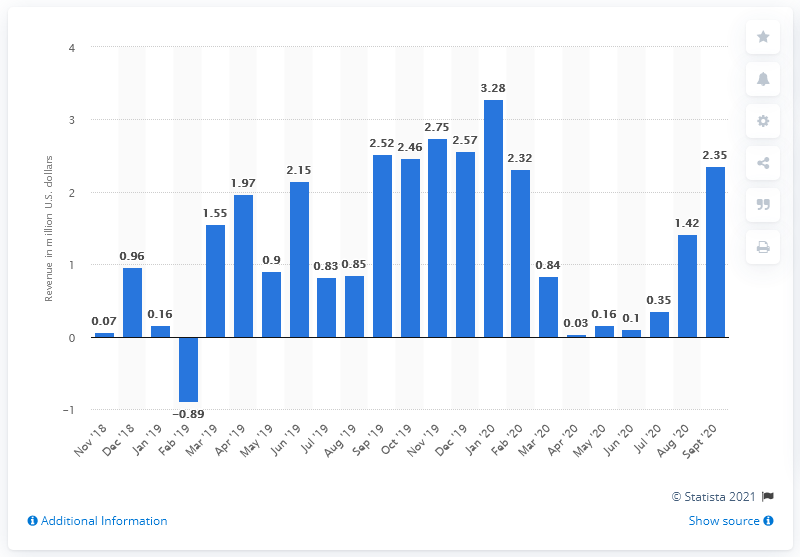 Revenue in million U.S. dollars
4
3
2
1
0
−1
0.07
0.96
0.16
−0.89
1.55
1.97
0.9
2.15
0.83
0.85
2.52
2.46
2.75
2.57
3.28
2.32
0.84
0.03
0.16
0.1
0.35
1.42
2.35
Nov '18
Dec '18
Jan '19
Feb '19
Mar '19
Apr '19
May '19
Jun '19
Jul '19
Aug '19
Sep '19
Oct '19
Nov '19
Dec '19
Jan '20
Feb '20
Mar '20
Apr '20
May '20
Jun '20
Jul '20
Aug '20
Sept '20
© Statista 2021
Additional Information
Show source